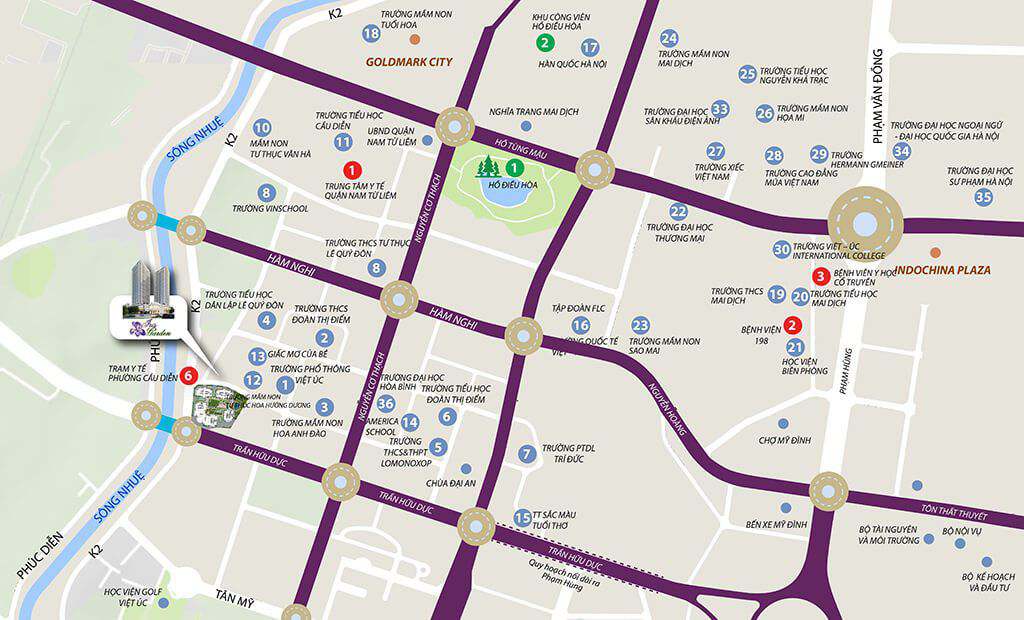 K2
TRƯỜNG MẦM NON
TUỔI HOA
18
GOLDMARK CITY
KHU CÔNG VIÊN
HỒ ĐIỀU HÒA
2
17
HÀN QUỐC HÀ NỘI
24
TRƯỜNG MẦM NON
MAI DỊCH
25
TRƯỜNG TIỂU HỌC
NGUYỄN KHẢ TRẠC
PHẠM VĂN ĐỒNG
SÔNG NHUỆ
K2
10
MẦM NON
TƯ THỤC VÂN HÀ
TRƯỜNG TIỂU HỌC
CẦU DIỄN
11
UBND QUẬN
NAM TỪ LIÊM
1
TRUNG TÂM Y TẾ
QUẬN NAM TỪ LIÊM
NGHĨA TRANG MAI DỊCH
HỒ TÙNG MẬU
1
HỒ ĐIỀU HÒA
TRƯỜNG ĐẠI HỌC
SÂN KHẤU ĐIỆN ẢNH
33
26
TRƯỜNG MẦM NON
HỌA MI
27
TRƯỜNG XIẾC
VIỆT NAM
28
TRƯỜNG CAO ĐẲNG
MÚA VIỆT NAM
29
TRƯỜNG
HERMANN GMEINER
TRƯỜNG ĐẠI HỌC NGOẠI NGỮ
- ĐẠI HỌC QUỐC GIA HÀ NỘI
34
TRƯỜNG ĐẠI HỌC
SƯ PHẠM HÀ NỘI
35
8
TRƯỜNG VINSCHOOL
NGUYỄN CƠ THẠCH
22
TRƯỜNG ĐẠI HỌC
THƯƠNG MẠI
30
TRƯỜNG VIỆT – ÚC
INTERNATIONAL COLLEGE
INDOCHINA PLAZA
3
BỆNH VIỆN Y HỌC
CỔ TRUYỀN
HÀM NGHI
TRƯỜNG THCS TƯ THỤC
LÊ QUÝ ĐÔN
8
TRƯỜNG THCS
MAI DỊCH
19
20
TRƯỜNG TIỂU HỌC
MAI DỊCH
BỆNH VIỆN
198
2
21
HỌC VIỆN
BIÊN PHÒNG
K2
Iris
Garden
TRƯỜNG TIỂU HỌC
DÂN LẬP LÊ QUÝ ĐÔN
4
TRƯỜNG THCS
ĐOÀN THỊ ĐIỂM
2
HÀM NGHI
TẬP ĐOÀN FLC
16
23
TRƯỜNG MẦM NON
SAO MAI
PHẠM HÙNG
13
GIẤC MƠ CỦA BÉ
TRẠM Y TẾ
PHƯỜNG CẦU DIỄN
6
12
1
TRƯỜNG PHỔ THÔNG
VIỆT ÚC
3
TRƯỜNG MẦM NON
HOA ANH ĐÀO
NGUYỄN CƠ THẠCH
TRƯỜNG ĐẠI HỌC
HÒA BÌNH
36
AMERICA
SCHOOL
14
TRƯỜNG TIỂU HỌC
ĐOÀN THỊ ĐIỂM
6
TRƯỜNG
THCS&THPT
LOMONOXOP
5
NGUYỄN HOÀNG
CHỢ MỸ ĐÌNH
TRẦN HỮU DỰC
7
TRƯỜNG PTDL
TRÍ ĐỨC
CHÙA ĐẠI AN
TRẦN HỮU DỰC
15
TT SẮC MÀU
TUỔI THƠ
TÔN THẤT THUYẾT
BẾN XE MỸ ĐÌNH
BỘ TÀI NGUYÊN
VÀ MÔI TRƯỜNG
BỘ NỘI VỤ
BỘ KẾ HOẠCH
VÀ ĐẦU TƯ
SÔNG NHUỆ
PHÚC DIỄN
K2
TRẦN HỮU DỰC
Quy hoạch nối dài ra
Phạm Hung
HỌC VIỆN GOLF
VIỆT ÚC
TÂN MỸ